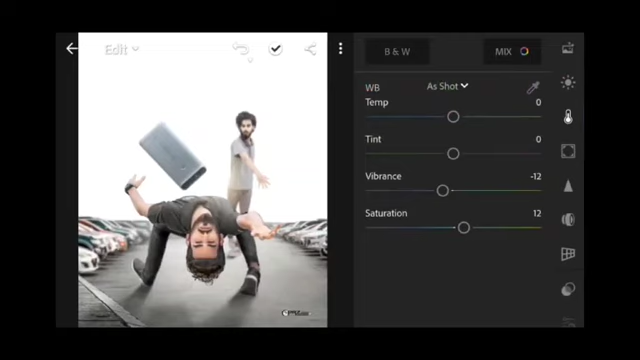 Edit
B & W
MIX
WB
As Shot
Temp
0
Tint
0
Vibrance
-12
Saturation
12